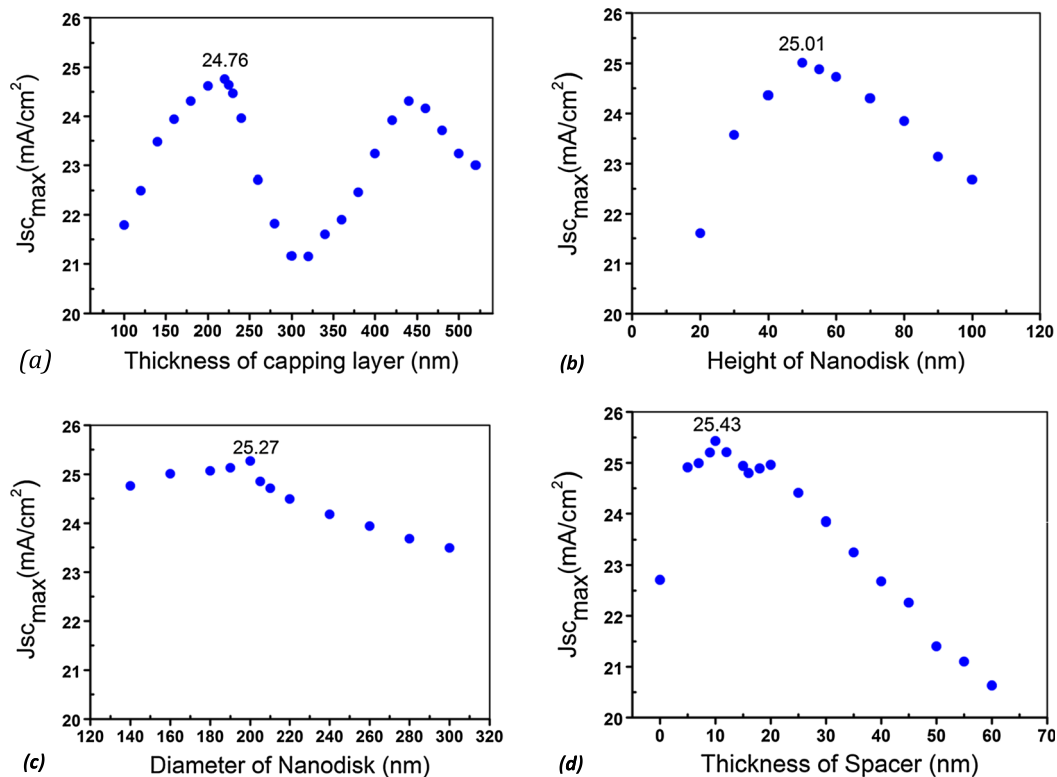 26
25
24
23
22
21
20
24.76
100 150 200 250 300 350 400 450 500
Jsc_max(mA/cm²)
Thickness of capping layer (nm)
(a)
26
25
24
23
22
21
20
25.01
0 20 40 60 80 100 120
Jsc_max(mA/cm²)
Height of Nanodisk (nm)
(b)
26
25
24
23
22
21
20
25.27
120 140 160 180 200 220 240 260 280 300 320
Jsc_max(mA/cm²)
Diameter of Nanodisk (nm)
(c)
26
25
24
23
22
21
20
25.43
0 10 20 30 40 50 60 70
Jsc_max(mA/cm²)
Thickness of Spacer (nm)
(d)